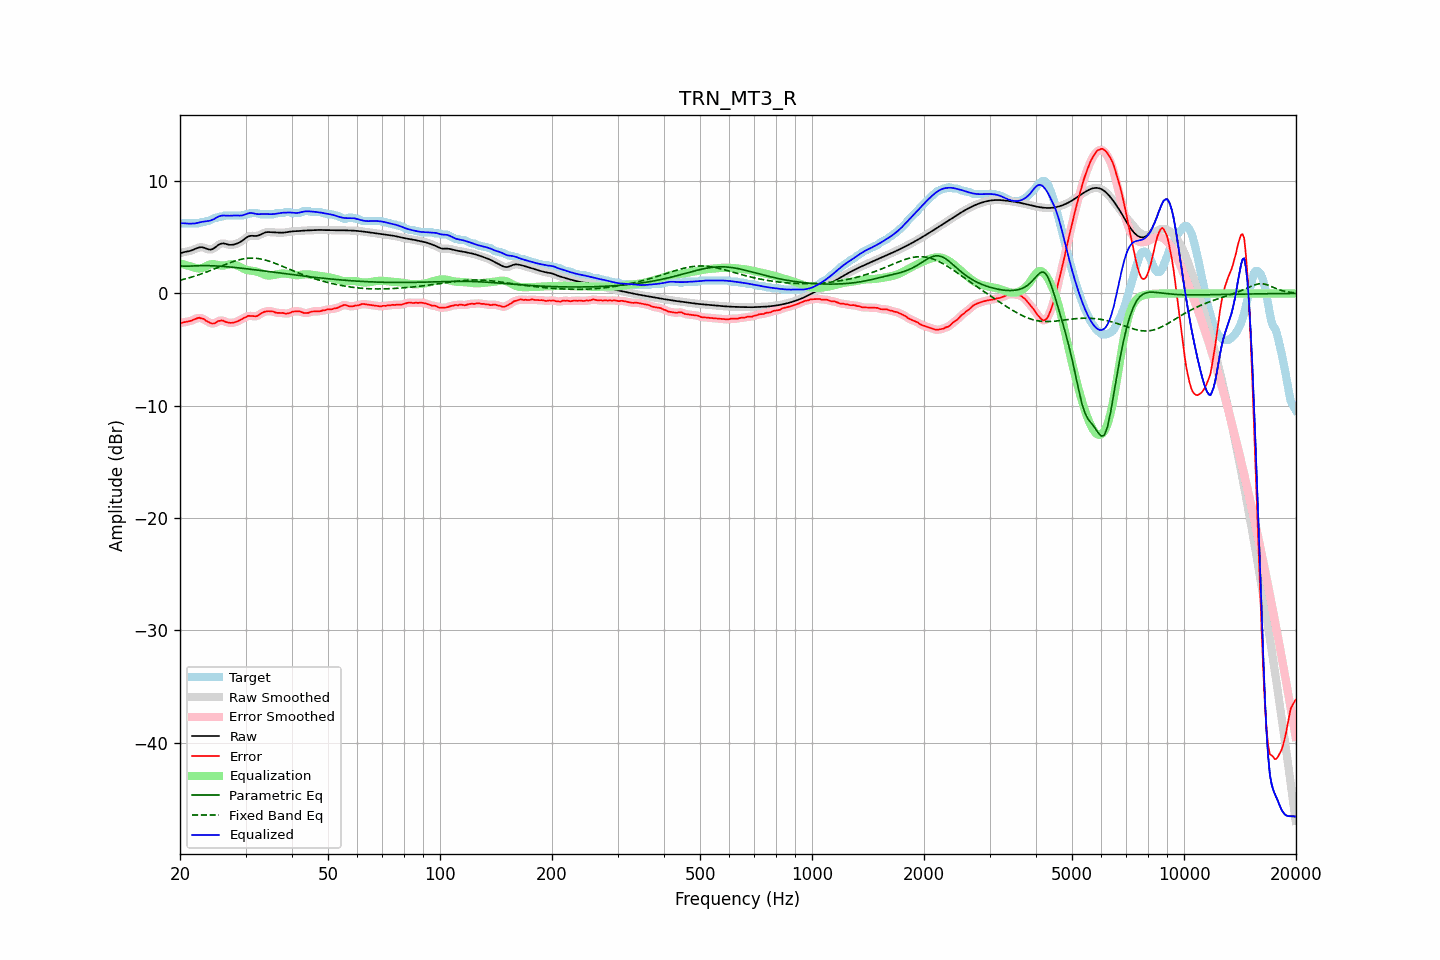 TRN_MT3_R
10
0
−10
−20
−30
−40
Amplitude (dBr)
Target
Raw Smoothed
Error Smoothed
Raw
Error
Equalization
Parametric Eq
Fixed Band Eq
Equalized
20 50 100 200 500 1000 2000 5000 10000 20000
Frequency (Hz)